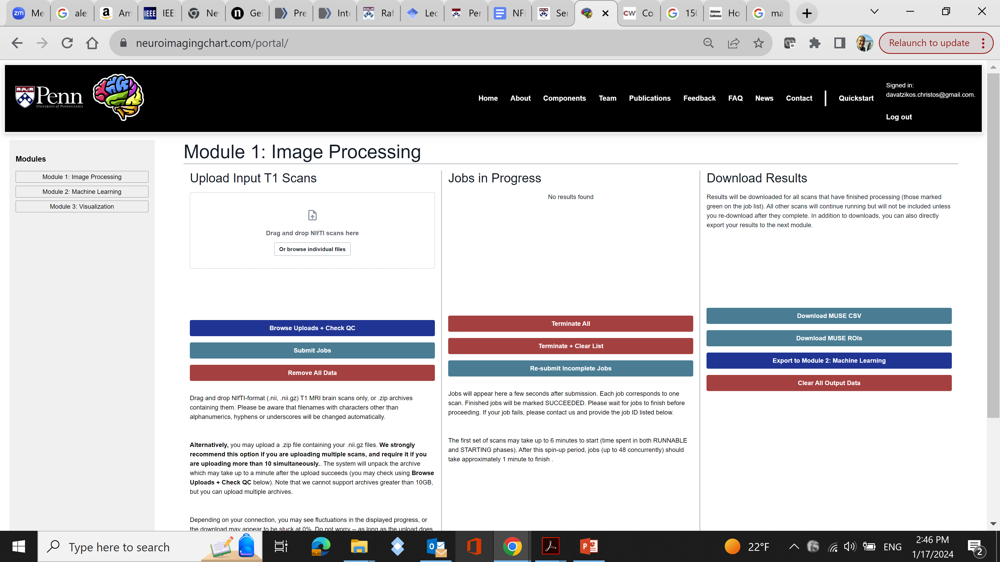 zm Me
ale
a Am
IEEE IEE
Ne
n Ge
Pre
Inte
Raf
Lec
Per
NF
Ser
CW Co
150
Alzheimer Conference Ho
ma
neuroimagingchart.com/portal/
Relaunch to update
Penn
UNIVERSITY of PENNSYLVANIA
Home About Components Team Publications Feedback FAQ News Contact Quickstart
Signed in:
davatzikos.christos@gmail.com.
Log out
Modules
Module 1: Image Processing
Module 2: Machine Learning
Module 3: Visualization
Module 1: Image Processing
Upload Input T1 Scans
Drag and drop NIfTI scans here
Or browse individual files
Browse Uploads + Check QC
Submit Jobs
Remove All Data
Drag and drop NIfTI-format (.nii, .nii.gz) T1 MRI brain scans only, or .zip archives
containing them. Please be aware that filenames with characters other than
alphanumerics, hyphens or underscores will be changed automatically.
Alternatively, you may upload a .zip file containing your .nii.gz files. We strongly
recommend this option if you are uploading multiple scans, and require it if you
are uploading more than 10 simultaneously.. The system will unpack the archive
which may take up to a minute after the upload succeeds (you may check using Browse
Uploads + Check QC below). Note that we cannot support archives greater than 10GB,
but you can upload multiple archives.
Depending on your connection, you may see fluctuations in the displayed progress, or
the download may appear to be stuck at 0%. Do not worry -- as long as the upload does
Jobs in Progress
No results found
Terminate All
Terminate + Clear List
Re-submit Incomplete Jobs
Jobs will appear here a few seconds after submission. Each job corresponds to one
scan. Finished jobs will be marked SUCCEEDED. Please wait for jobs to finish before
proceeding. If your job fails, please contact us and provide the job ID listed below.
The first set of scans may take up to 6 minutes to start (time spent in both RUNNABLE
and STARTING phases). After this spin-up period, jobs (up to 48 concurrently) should
take approximately 1 minute to finish .
Download Results
Results will be downloaded for all scans that have finished processing (those marked
green on the job list). All other scans will continue running but will not be included unless
you re-download after they complete. In addition to downloads, you can also directly
export your results to the next module.
Download MUSE CSV
Download MUSE ROIs
Export to Module 2: Machine Learning
Clear All Output Data
Type here to search
22°F
ENG
2:46 PM
1/17/2024
2